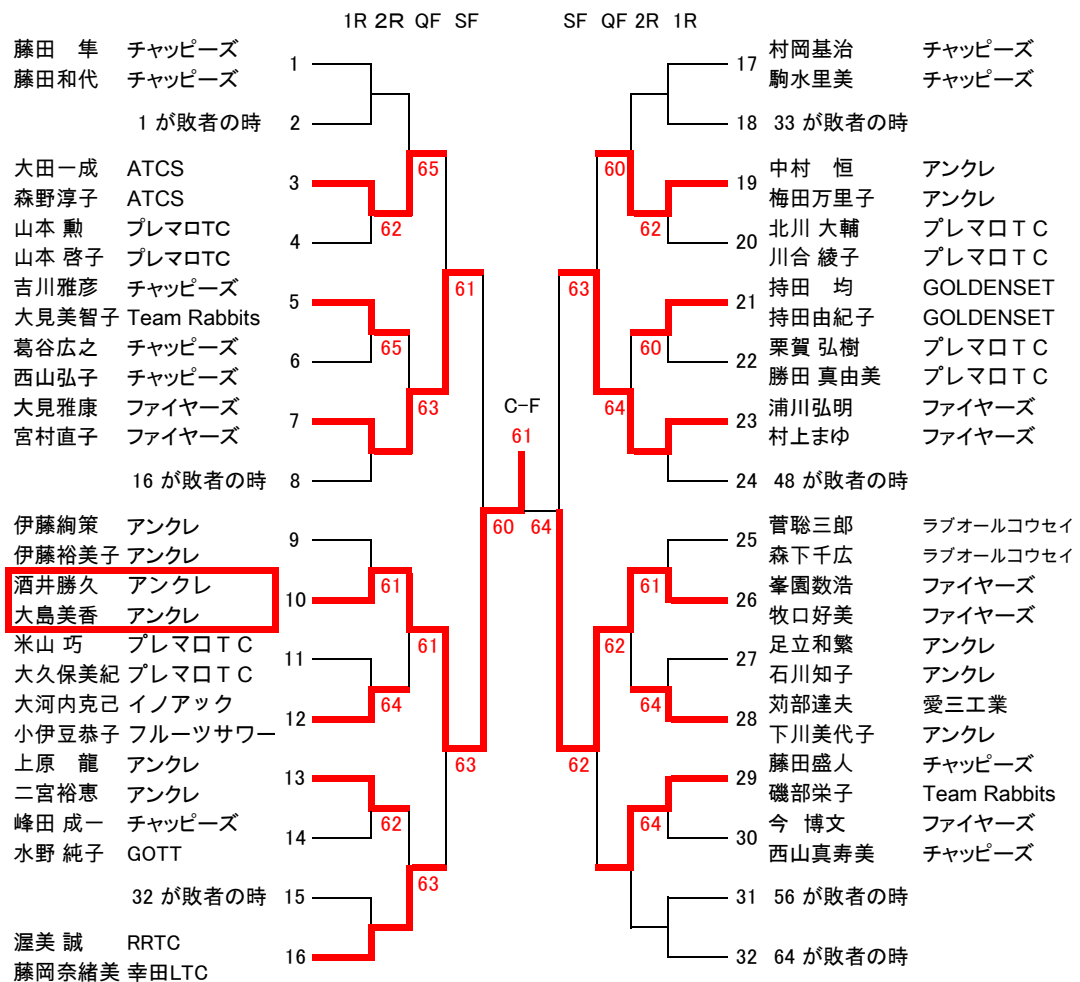 1R 2R QF SF
SF QF 2R 1R
藤田 隼 チャッピーズ
藤田和代 チャッピーズ
1
1 が敗者の時 2
大田一成 ATCS
森野淳子 ATCS
3
山本 勲 プレマロTC
山本 啓子 プレマロTC
4
吉川雅彦 チャッピーズ
大見美智子 Team Rabbits
5
葛谷広之 チャッピーズ
西山弘子 チャッピーズ
6
大見雅康 ファイヤーズ
宮村直子 ファイヤーズ
7
16 が敗者の時 8
伊藤絢策 アンクレ
伊藤裕美子 アンクレ
9
酒井勝久 アンクレ
大島美香 アンクレ
10
米山 巧 プレマロTC
大久保美紀 プレマロTC
11
大河内克己 イノアック
小伊豆恭子 フルーツサワー
12
上原 龍 アンクレ
二宮裕恵 アンクレ
13
峰田 成一 チャッピーズ
水野 純子 GOTT
14
32 が敗者の時 15
渥美 誠 RRTC
藤岡奈緒美 幸田LTC
16
65
62
61
65
63
C-F
61
60
64
61
61
64
63
62
63
60
62
63
60
64
61
62
64
62
64
村岡基治 チャッピーズ
駒水里美 チャッピーズ
17
18 33 が敗者の時
中村 恒 アンクレ
梅田万里子 アンクレ
19
北川 大輔 プレマロTC
川合 綾子 プレマロTC
20
持田 均 GOLDENSET
持田由紀子 GOLDENSET
21
栗賀 弘樹 プレマロTC
勝田 真由美 プレマロTC
22
浦川弘明 ファイヤーズ
村上まゆ ファイヤーズ
23
24 48 が敗者の時
菅聡三郎 ラブオールコウセイ
森下千広 ラブオールコウセイ
25
峯園数浩 ファイヤーズ
牧口好美 ファイヤーズ
26
足立和繁 アンクレ
石川知子 アンクレ
27
苅部達夫 愛三工業
下川美代子 アンクレ
28
藤田盛人 チャッピーズ
磯部栄子 Team Rabbits
29
今 博文 ファイヤーズ
西山真寿美 チャッピーズ
30
31 56 が敗者の時
32 64 が敗者の時